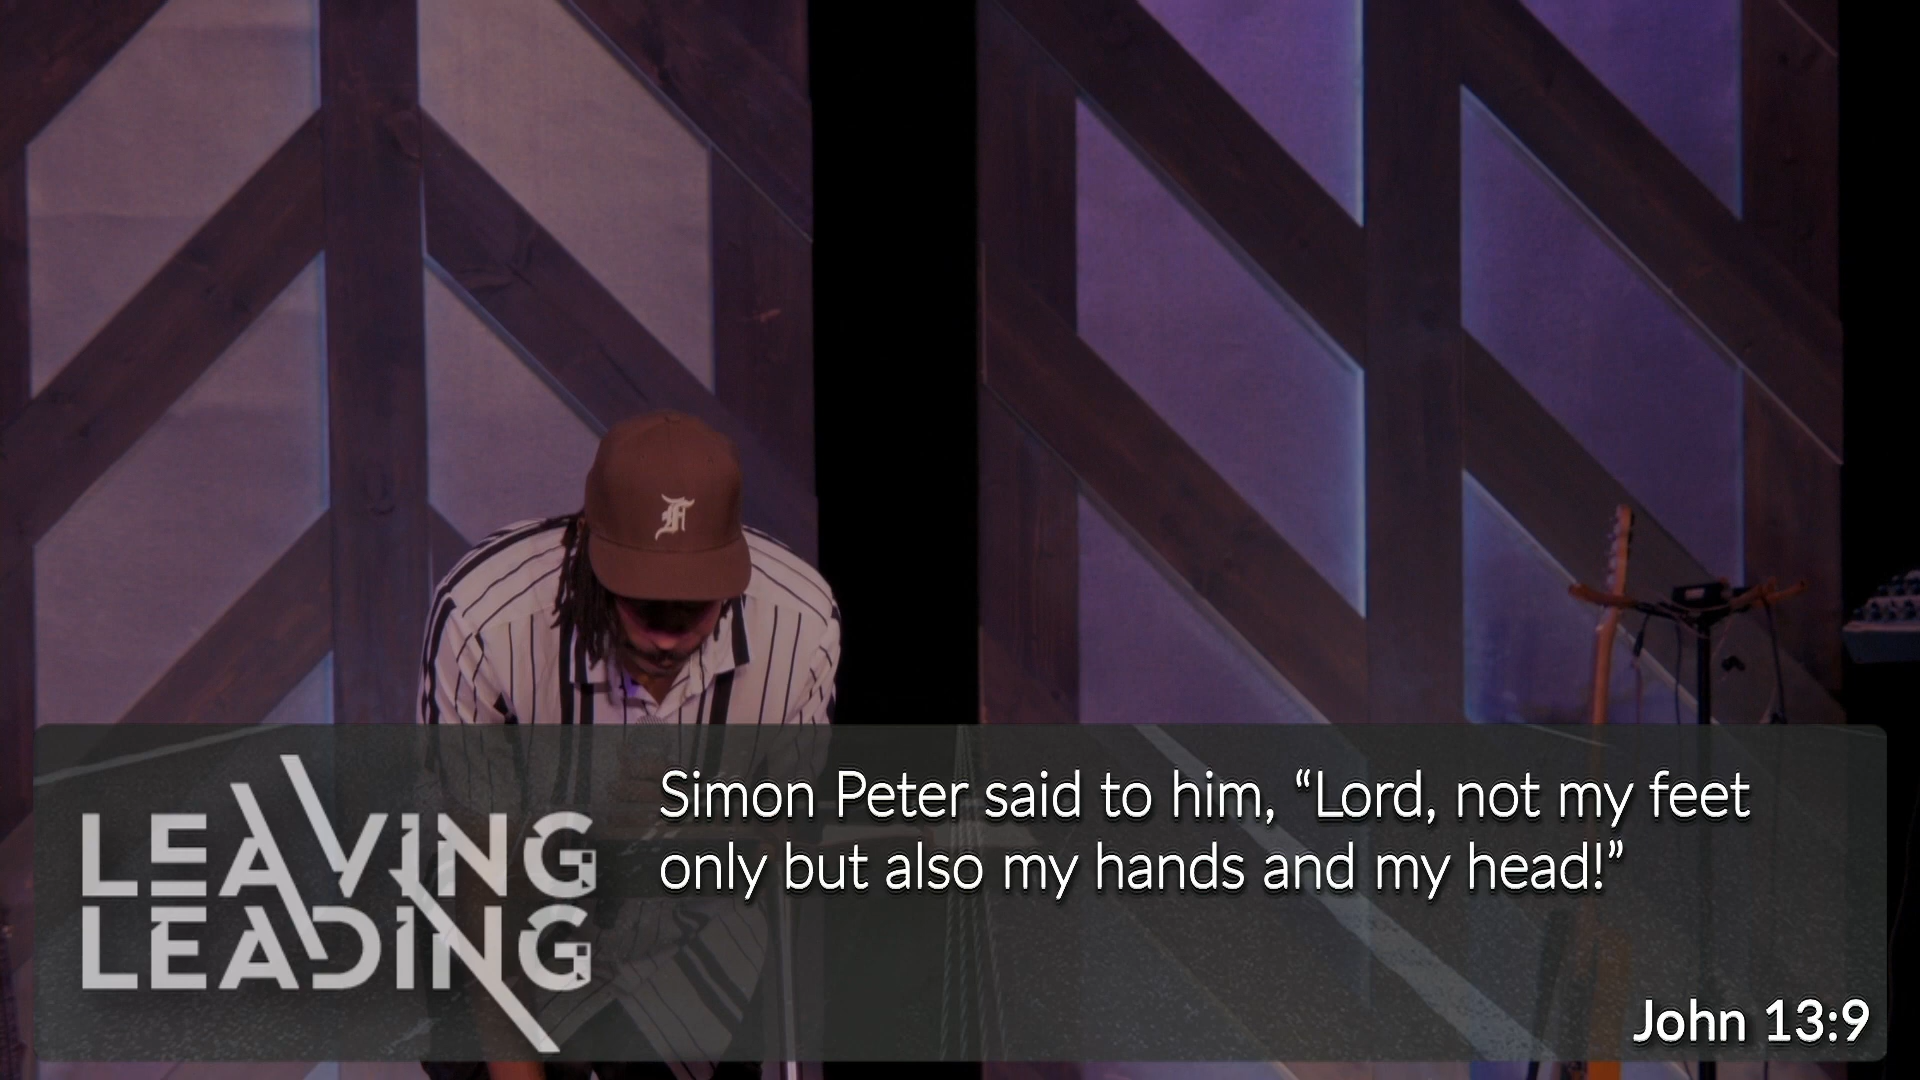 F
Simon Peter said to him, “Lord, not my feet
only but also my hands and my head!”
LEAVING
LEADING
John 13:9